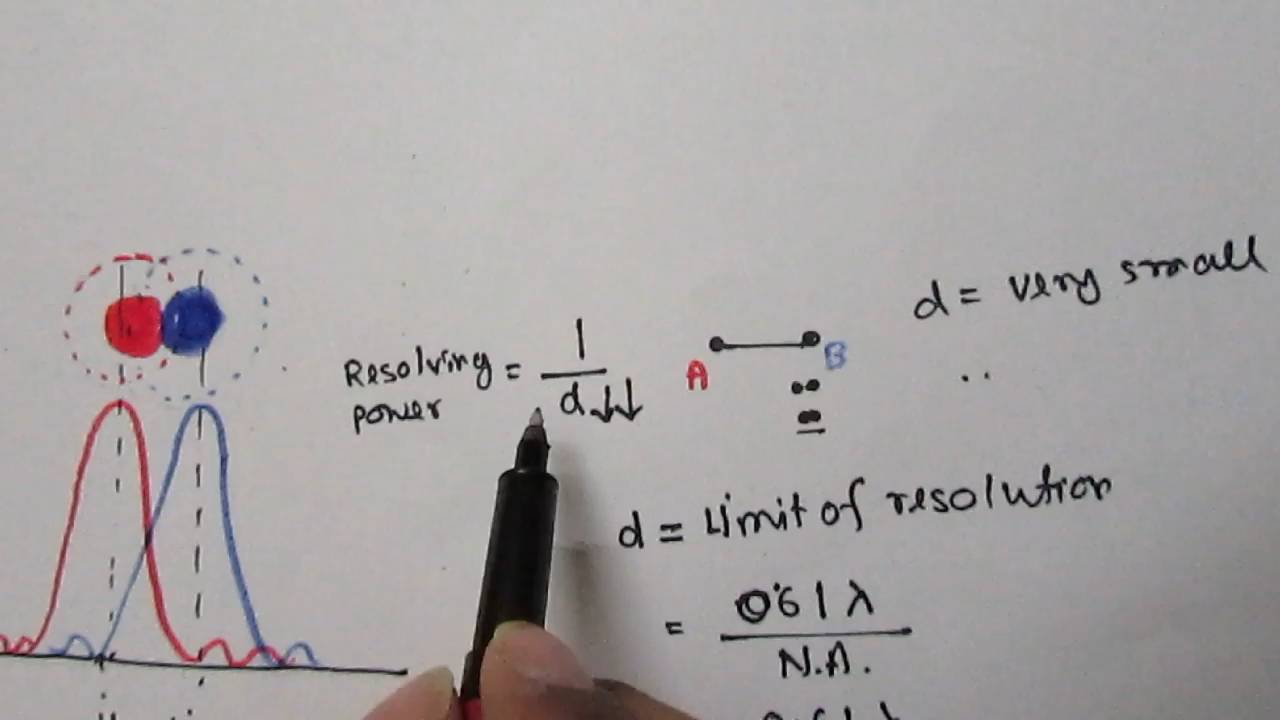 d = very small
Resolving power = 1/d↓↓
A B
d = Limit of resolution
= 0.61 λ / N.A.